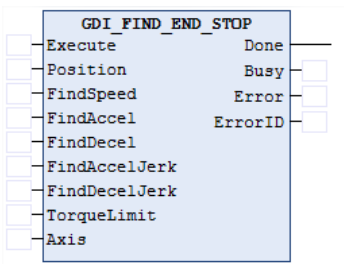 GDI_FIND_END_STOP
Execute Done
Position Busy
FindSpeed Error
FindAccel ErrorID
FindDecel
FindAccelJerk
FindDecelJerk
TorqueLimit
Axis